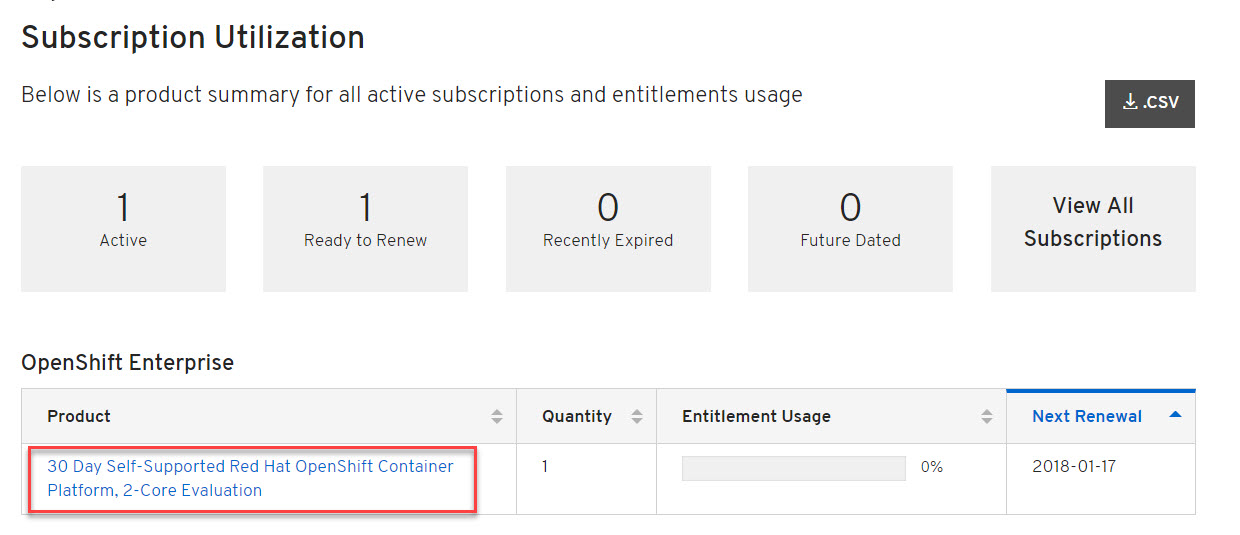 Subscription Utilization
Below is a product summary for all active subscriptions and entitlements usage
.CSV
1
Active
1
Ready to Renew
0
Recently Expired
0
Future Dated
View All
Subscriptions
OpenShift Enterprise
Product
Quantity
Entitlement Usage
Next Renewal
30 Day Self-Supported Red Hat OpenShift Container
Platform, 2-Core Evaluation
1
0%
2018-01-17